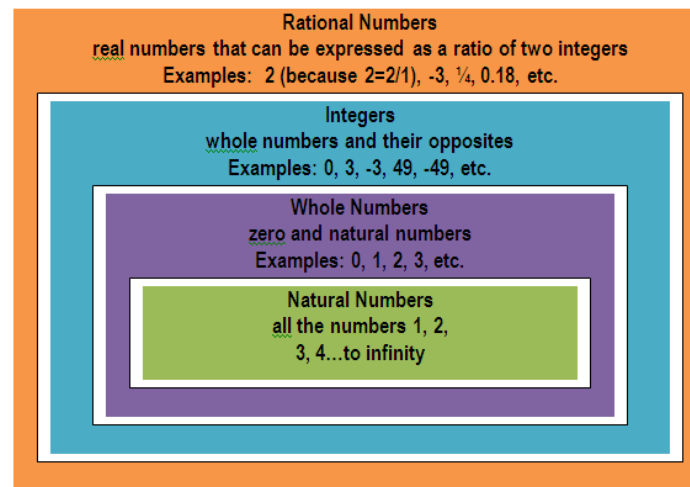 Rational Numbers
real numbers that can be expressed as a ratio of two integers
Examples: 2 (because 2=2/1), -3, ¼, 0.18, etc.
Integers
whole numbers and their opposites
Examples: 0, 3, -3, 49, -49, etc.
Whole Numbers
zero and natural numbers
Examples: 0, 1, 2, 3, etc.
Natural Numbers
all the numbers 1, 2,
3, 4...to infinity